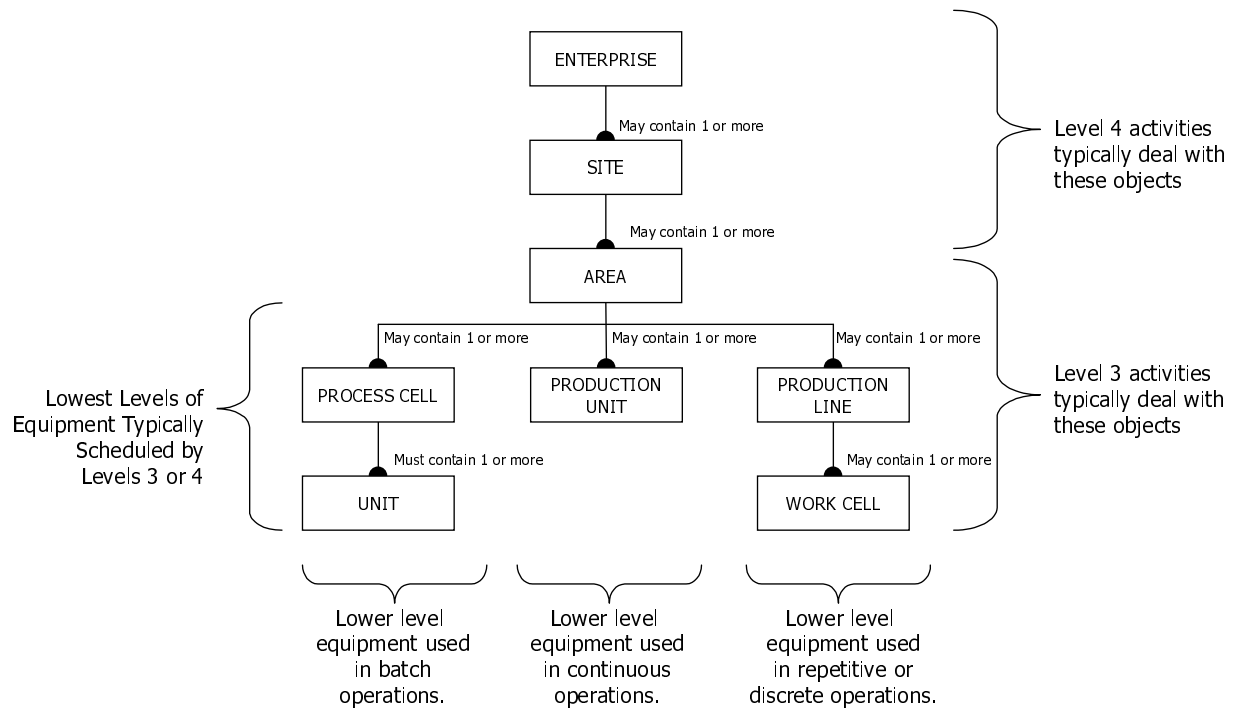 ENTERPRISE
May contain 1 or more
SITE
May contain 1 or more
AREA
Level 4 activities
typically deal with
these objects
May contain 1 or more
May contain 1 or more
May contain 1 or more
PROCESS CELL
PRODUCTION
UNIT
PRODUCTION
LINE
Must contain 1 or more
May contain 1 or more
UNIT
WORK CELL
Lowest Levels of
Equipment Typically
Scheduled by
Levels 3 or 4
Level 3 activities
typically deal with
these objects
Lower level
equipment used
in batch
operations.
Lower level
equipment used
in continuous
operations.
Lower level
equipment used
in repetitive or
discrete operations.